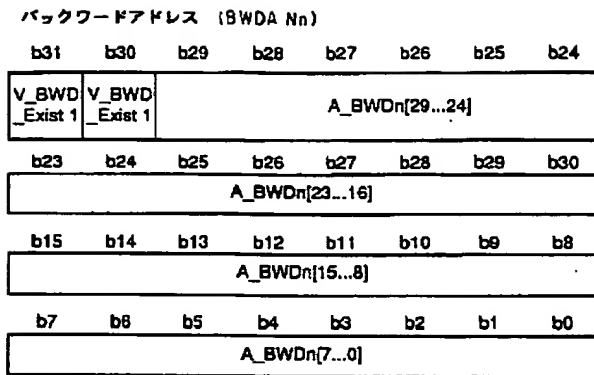 バックワードアドレス (BWDA Nn)
b31 b30 b29 b28 b27 b26 b25 b24
V_BWD V_BWD A_BWDn[29...24]
_Exist 1 _Exist 1
b23 b24 b25 b26 b27 b28 b29 b30
A_BWDn[23...16]
b15 b14 b13 b12 b11 b10 b9 b8
A_BWDn[15...8]
b7 b6 b5 b4 b3 b2 b1 b0
A_BWDn[7...0]